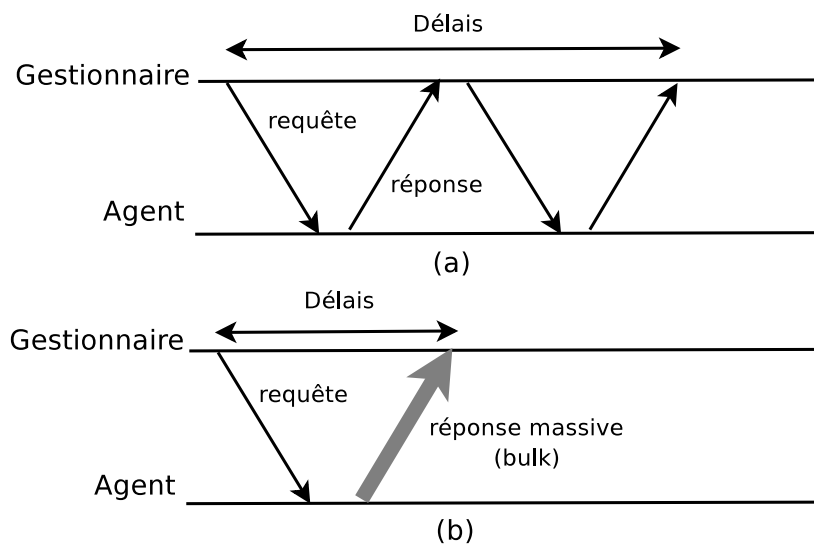 Délais
Gestionnaire
requête
réponse
Agent
(a)
Délais
Gestionnaire
requête
réponse massive
(bulk)
Agent
(b)